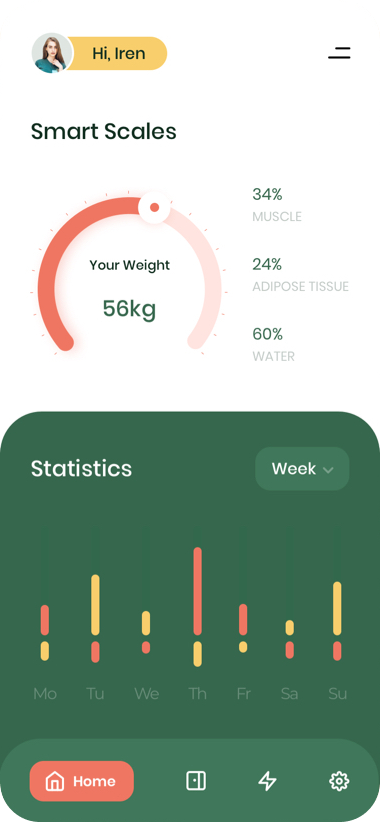 Hi, Iren
Smart Scales
34%
MUSCLE
Your Weight
24%
ADIPOSE TISSUE
56kg
60%
WATER
Statistics
Week
Mo Tu We Th Fr Sa Su
Home